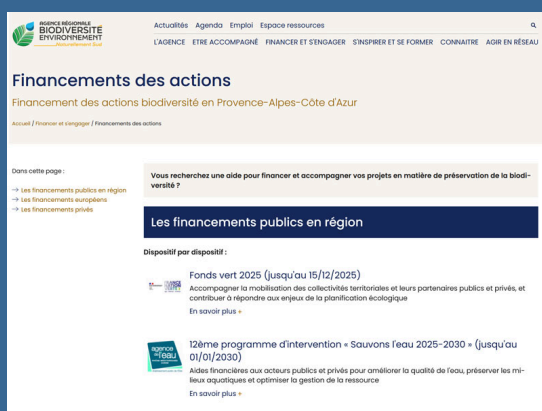 AGENCE RÉGIONALE
BIODIVERSITÉ
ENVIRONNEMENT
Naturellement Sud
Actualités Agenda Emploi Espace ressources
L'AGENCE ETRE ACCOMPAGNÉ FINANCER ET S'ENGAGER S'INSPIRER ET SE FORMER CONNAITRE AGIR EN RÉSEAU
Financements des actions
Financement des actions biodiversité en Provence-Alpes-Côte d'Azur
Accueil / Financer et s'engager / Financements des actions
Dans cette page :
→ Les financements publics en région
→ Les financements européens
→ Les financements privés
Vous recherchez une aide pour financer et accompagner vos projets en matière de préservation de la biodi-
versité ?
Les financements publics en région
Dispositif par dispositif :
Fonds vert 2025 (jusqu'au 15/12/2025)
Accompagner la mobilisation des collectivités territoriales et leurs partenaires publics et privés, et
contribuer à répondre aux enjeux de la planification écologique
En savoir plus +
agence
de l'eau
12ème programme d'intervention « Sauvons l'eau 2025-2030 » (jusqu'au
01/01/2030)
Aides financières aux acteurs publics et privés pour améliorer la qualité de l'eau, préserver les mi-
lieux aquatiques et optimiser la gestion de la ressource
En savoir plus +